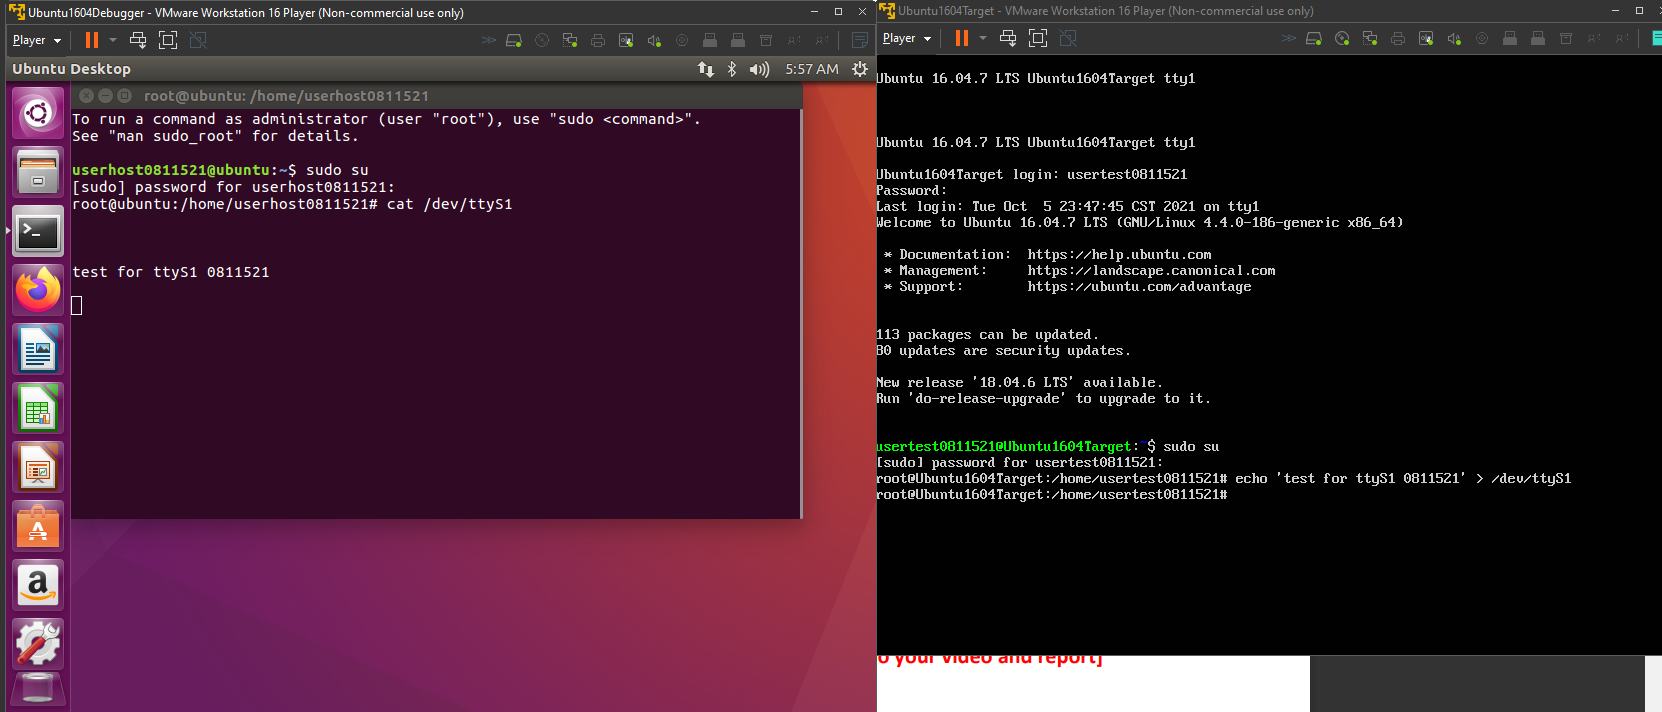 Ubuntu1604Debugger - VMware Workstation 16 Player (Non-commercial use only)
Player
Ubuntu Desktop
5:57 AM
root@ubuntu: /home/userhost0811521
To run a command as administrator (user "root"), use "sudo <command>".
See "man sudo_root" for details.
userhost0811521@ubuntu:~$ sudo su
[sudo] password for userhost0811521:
root@ubuntu:/home/userhost0811521# cat /dev/ttyS1
test for ttyS1 0811521
Ubuntu1604Target - VMware Workstation 16 Player (Non-commercial use only)
Player
Ubuntu 16.04.7 LTS Ubuntu1604Target tty1
Ubuntu 16.04.7 LTS Ubuntu1604Target tty1
Ubuntu1604Target login: usertest0811521
Password:
Last login: Tue Oct  5 23:47:45 CST 2021 on tty1
Welcome to Ubuntu 16.04.7 LTS (GNU/Linux 4.4.0-186-generic x86_64)
* Documentation:  https://help.ubuntu.com
* Management:     https://landscape.canonical.com
* Support:        https://ubuntu.com/advantage
113 packages can be updated.
80 updates are security updates.
New release '18.04.6 LTS' available.
Run 'do-release-upgrade' to upgrade to it.
usertest0811521@Ubuntu1604Target:~$ sudo su
[sudo] password for usertest0811521:
root@Ubuntu1604Target:/home/usertest0811521# echo 'test for ttyS1 0811521' > /dev/ttyS1
root@Ubuntu1604Target:/home/usertest0811521#
o your video and report]